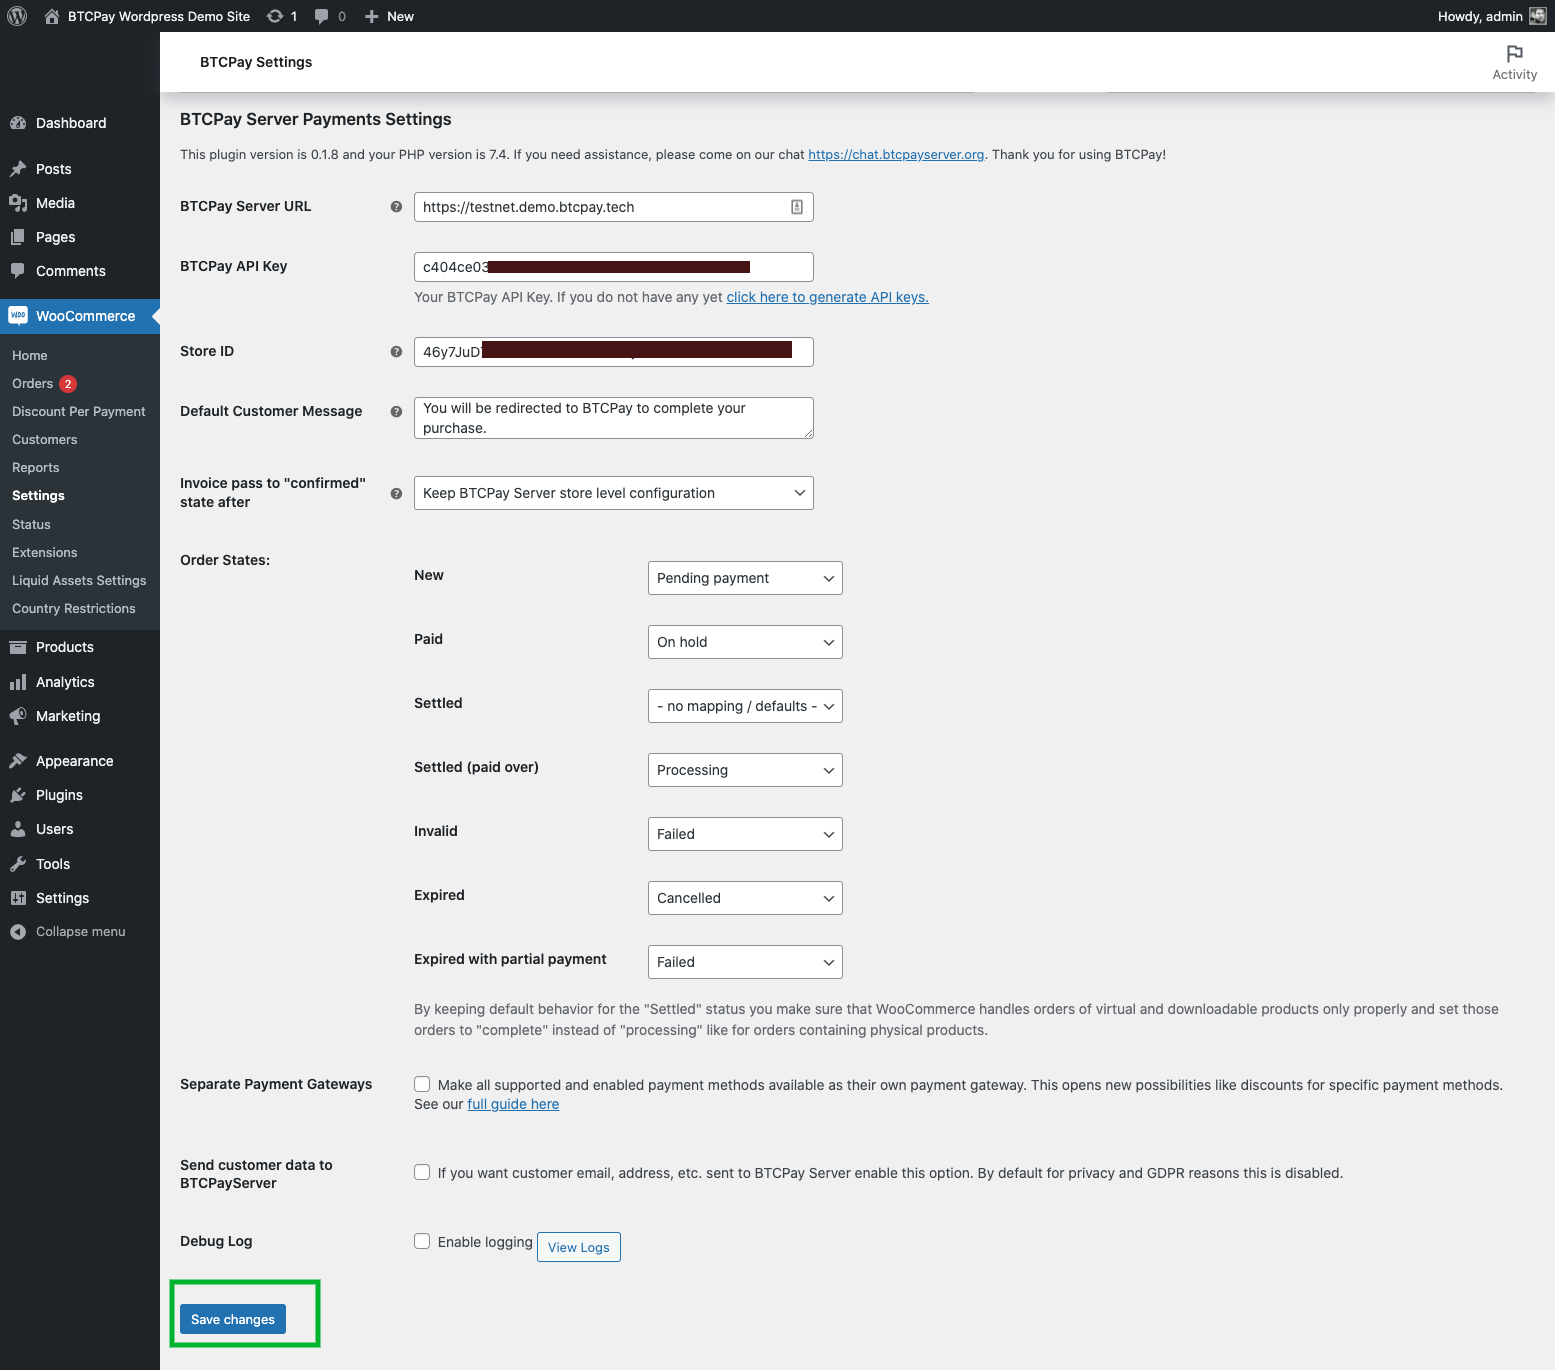 BTCPay Wordpress Demo Site 1 0 New Howdy, admin
BTCPay Settings
Activity
Dashboard
Posts
Media
Pages
Comments
WooCommerce
Home
Orders 2
Discount Per Payment
Customers
Reports
Settings
Status
Extensions
Liquid Assets Settings
Country Restrictions
Products
Analytics
Marketing
Appearance
Plugins
Users
Tools
Settings
Collapse menu
BTCPay Server Payments Settings
This plugin version is 0.1.8 and your PHP version is 7.4. If you need assistance, please come on our chat https://chat.btcpayserver.org. Thank you for using BTCPay!
BTCPay Server URL
https://testnet.demo.btcpay.tech
BTCPay API Key
c404ce03
Your BTCPay API Key. If you do not have any yet click here to generate API keys.
Store ID
46y7JuD
Default Customer Message
You will be redirected to BTCPay to complete your
purchase.
Invoice pass to "confirmed"
state after
Keep BTCPay Server store level configuration
Order States:
New
Pending payment
Paid
On hold
Settled
- no mapping / defaults -
Settled (paid over)
Processing
Invalid
Failed
Expired
Cancelled
Expired with partial payment
Failed
By keeping default behavior for the "Settled" status you make sure that WooCommerce handles orders of virtual and downloadable products only properly and set those
orders to "complete" instead of "processing" like for orders containing physical products.
Separate Payment Gateways
Make all supported and enabled payment methods available as their own payment gateway. This opens new possibilities like discounts for specific payment methods.
See our full guide here
Send customer data to
BTCPayServer
If you want customer email, address, etc. sent to BTCPay Server enable this option. By default for privacy and GDPR reasons this is disabled.
Debug Log
Enable logging View Logs
Save changes